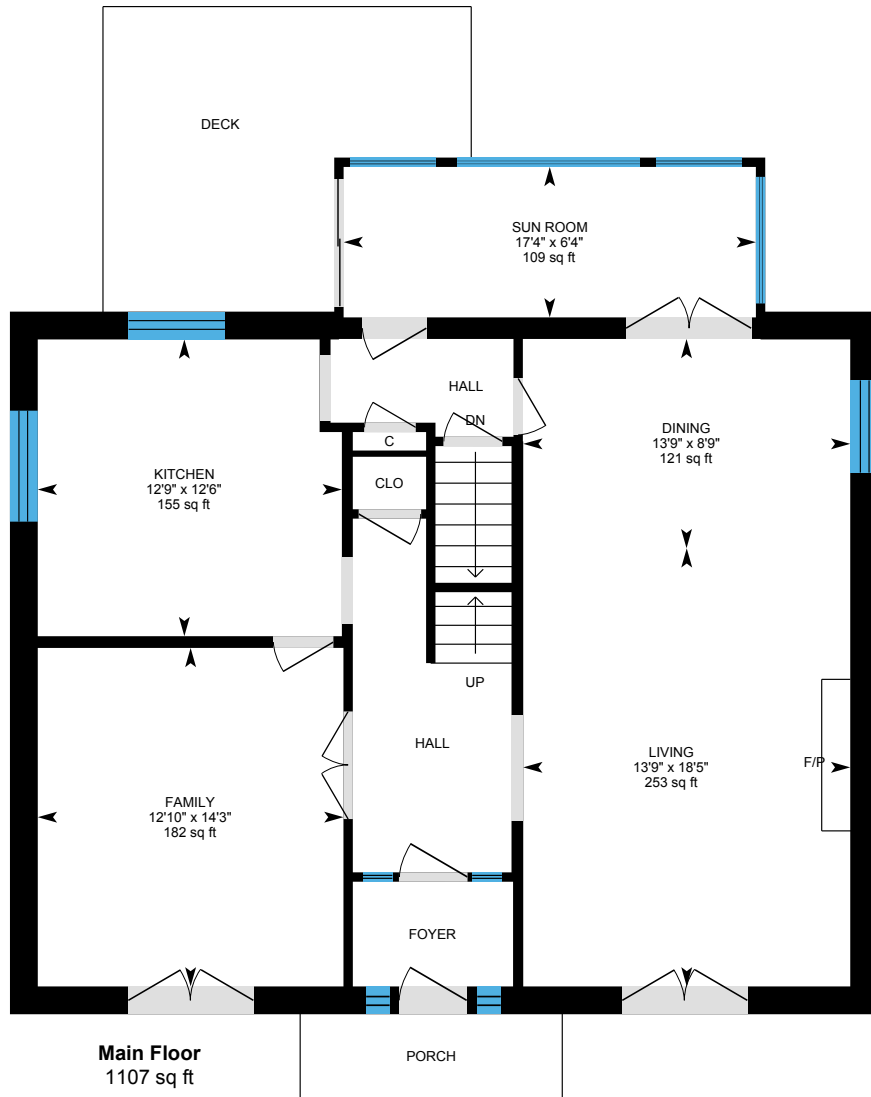 DECK
SUN ROOM
17'4" x 6'4"
109 sq ft
HALL
DN
DINING
13'9" x 8'9"
121 sq ft
C
CLO
KITCHEN
12'9" x 12'6"
155 sq ft
UP
HALL
LIVING
13'9" x 18'5"
253 sq ft
F/P
FAMILY
12'10" x 14'3"
182 sq ft
FOYER
PORCH
Main Floor
1107 sq ft